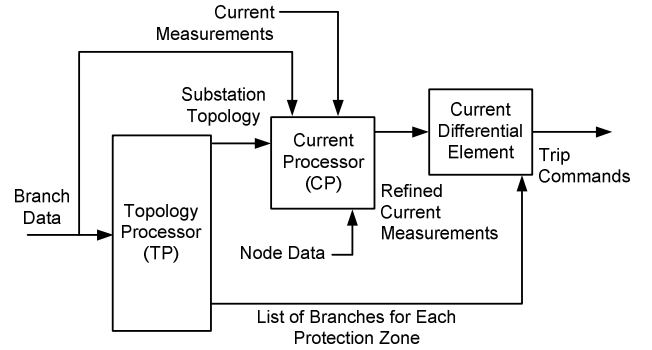 Current
Measurements
Substation
Topology
Current
Processor
(CP)
Current
Differential
Element
Trip
Commands
Branch
Data
Topology
Processor
(TP)
Refined
Current
Measurements
Node Data
List of Branches for Each
Protection Zone